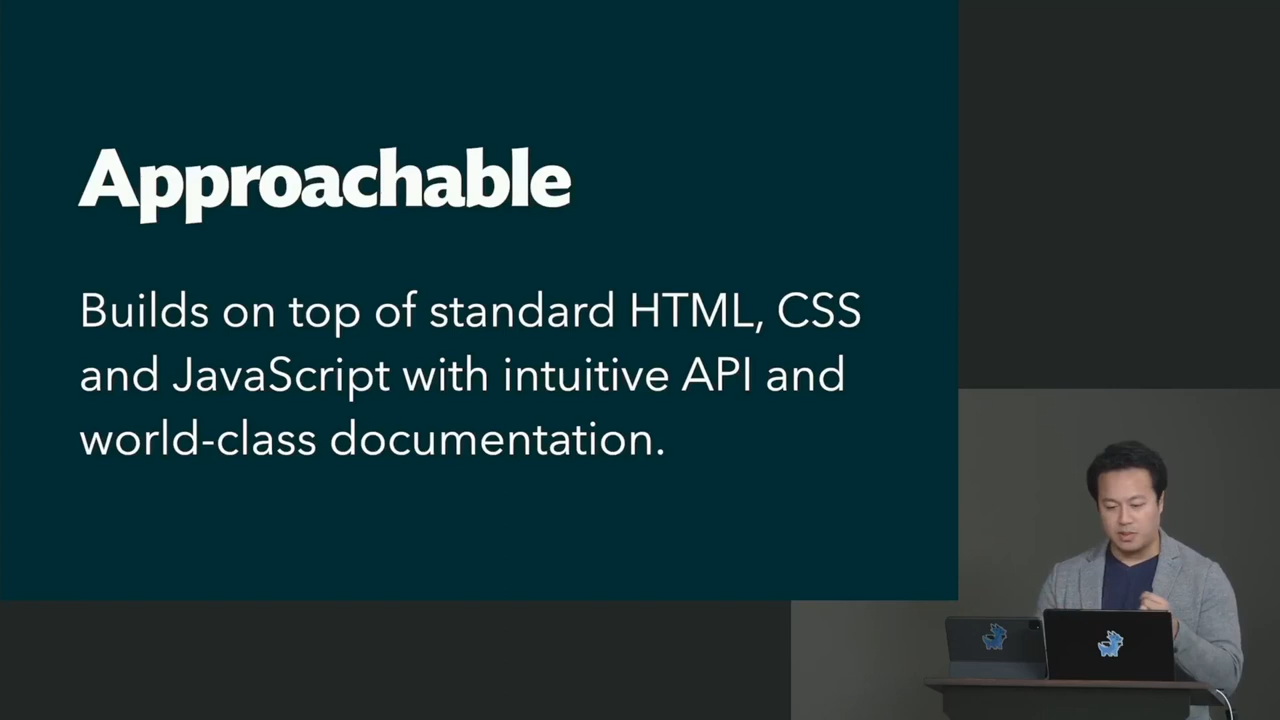 Approachable
Builds on top of standard HTML, CSS
and JavaScript with intuitive API and
world-class documentation.